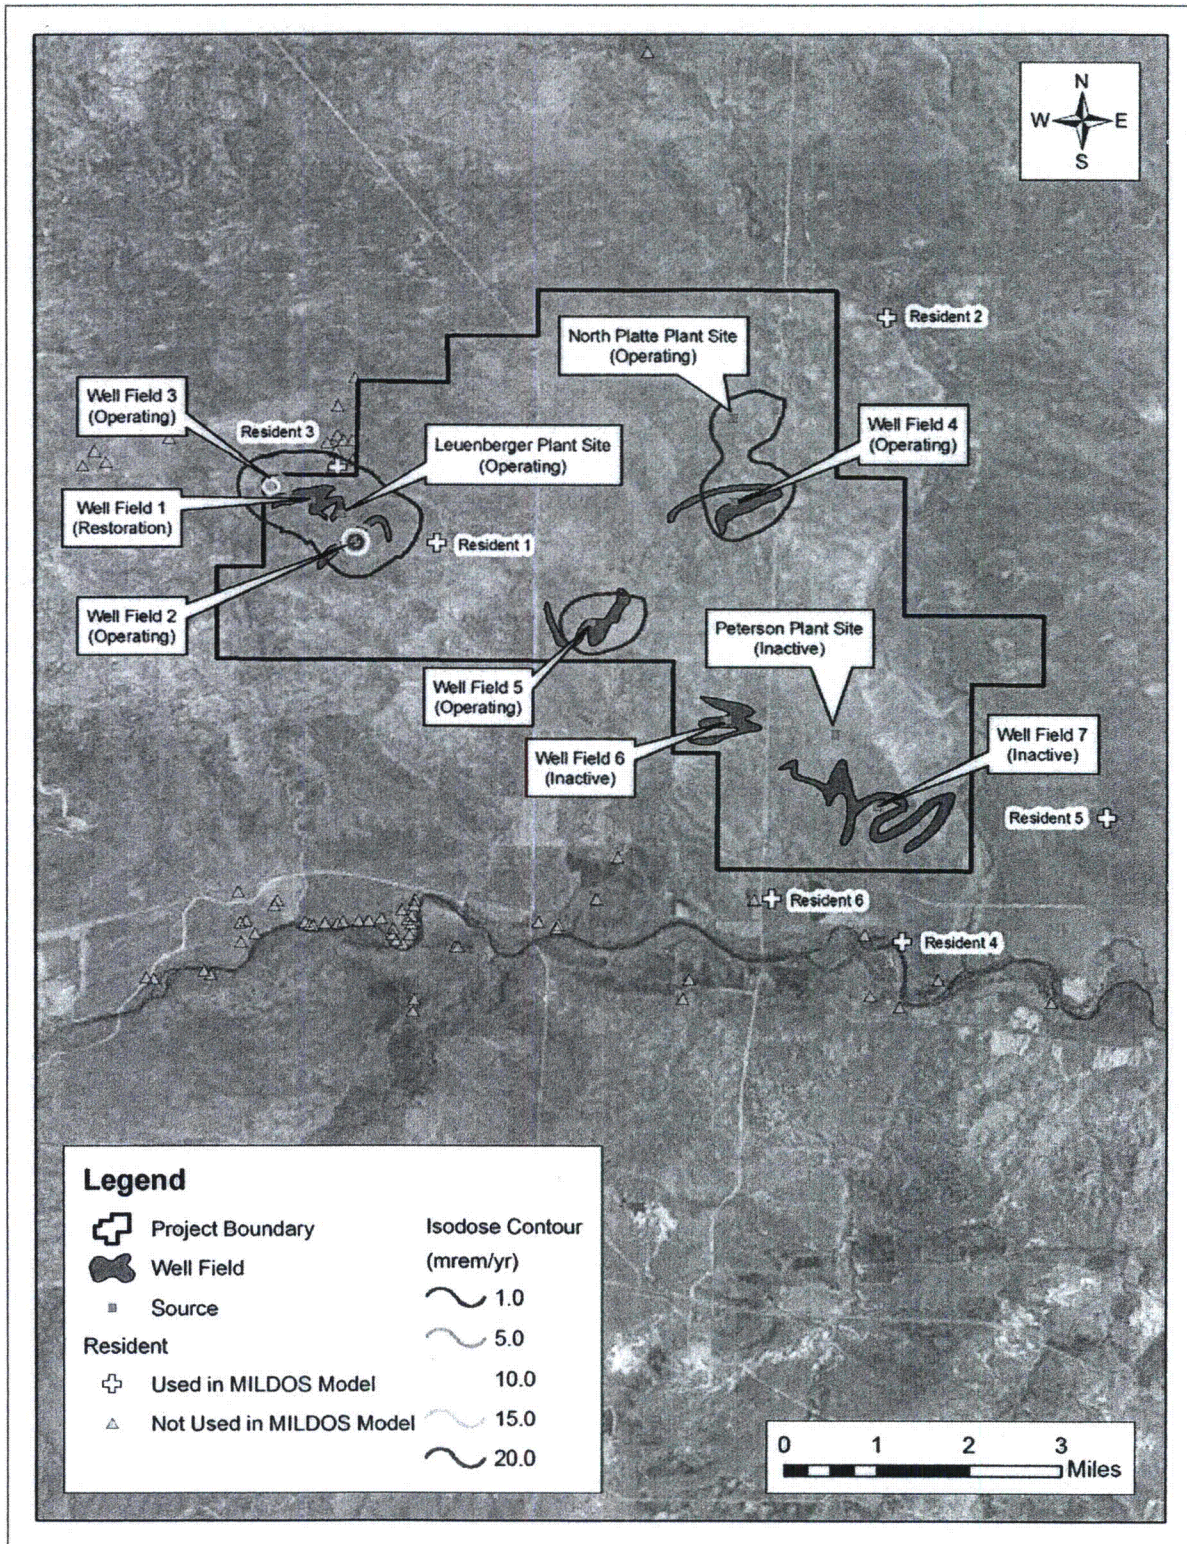 N
W E
S
Resident 2
North Platte Plant Site
(Operating)
Well Field 3
(Operating)
Resident 3
Leuenberger Plant Site
(Operating)
Well Field 4
(Operating)
Well Field 1
(Restoration)
Resident 1
Well Field 2
(Operating)
Peterson Plant Site
(Inactive)
Well Field 5
(Operating)
Well Field 6
(Inactive)
Well Field 7
(Inactive)
Resident 5
Resident 6
Resident 4
Legend
Project Boundary
Well Field
Source
Resident
Used in MILDOS Model
Not Used in MILDOS Model
Isodose Contour
(mrem/yr)
1.0
5.0
10.0
15.0
20.0
0 1 2 3
Miles